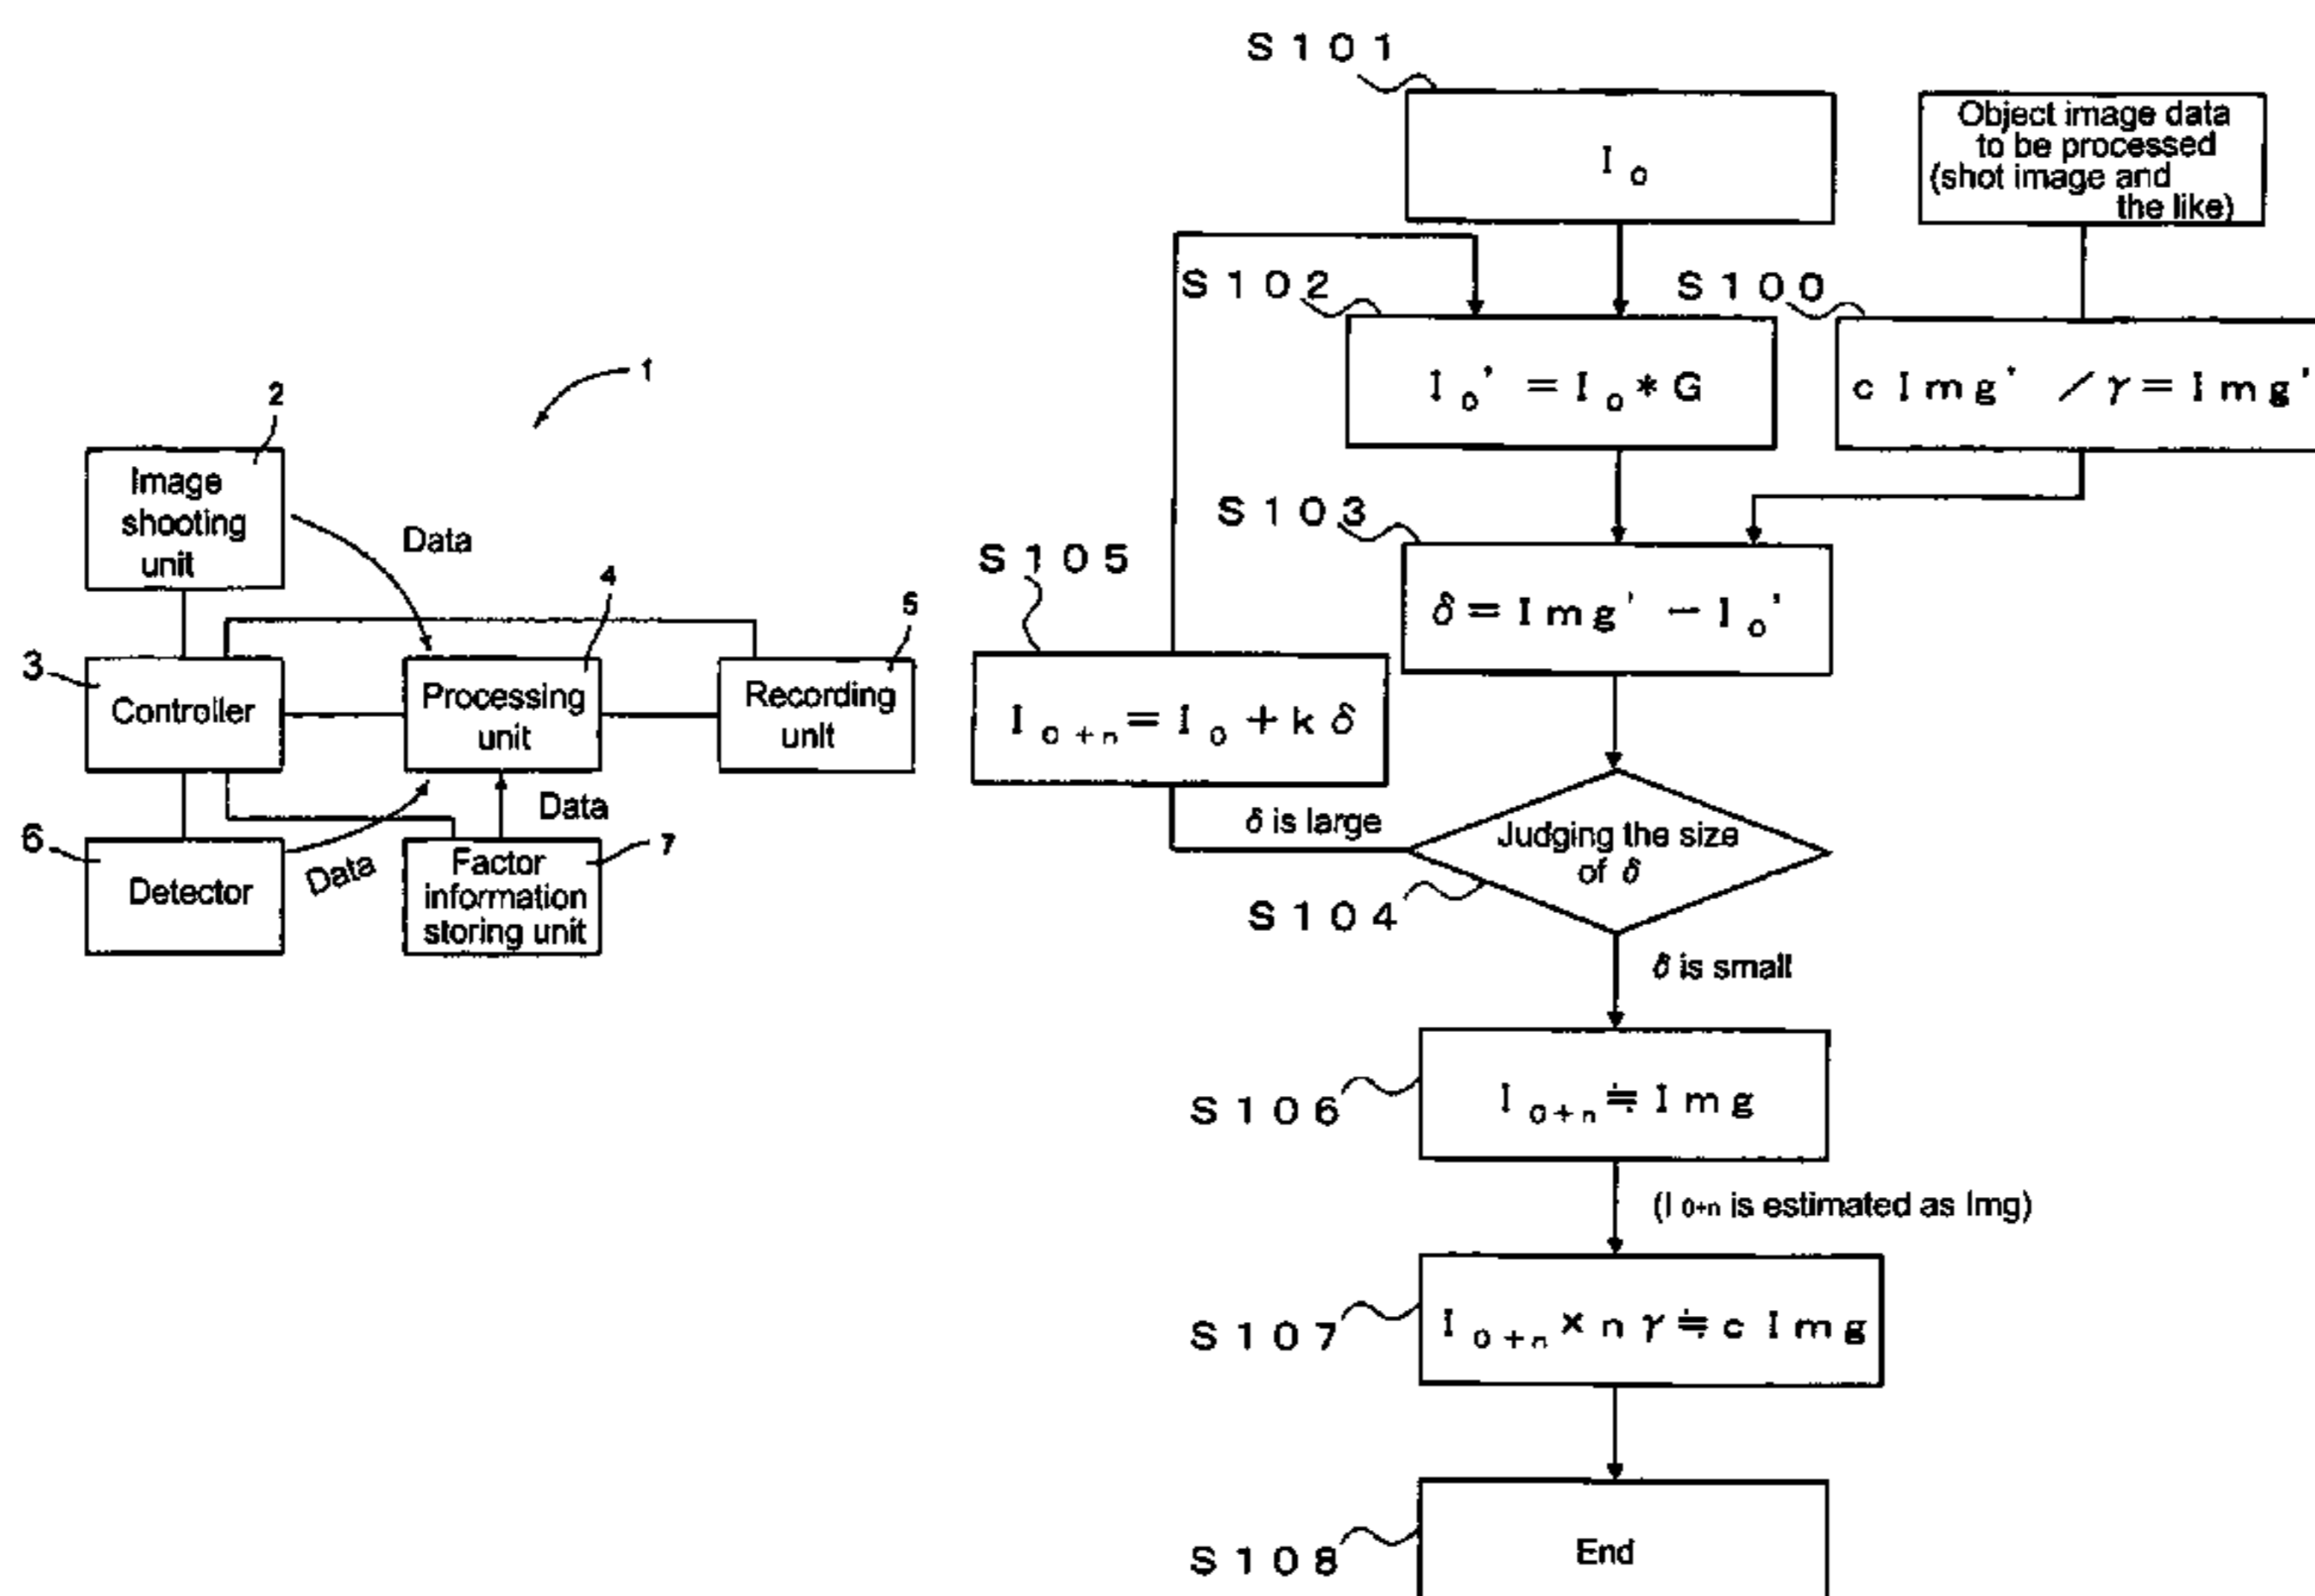 1
2
Image
shooting
unit
Data
3
Controller
4
Processing
unit
5
Recording
unit
6
Detector
Data
Data
7
Factor
information
storing unit
S101
I₀
Object image data
to be processed
(shot image and
the like)
S102
I₀' = I₀ * G
S100
c Img' / γ = Img'
S103
δ = Img' − I₀'
S105
I₀₊ₙ = I₀ + k δ
δ is large
Judging the size
of δ
S104
δ is small
S106
I₀₊ₙ ≒ Img
(I ₀₊ₙ is estimated as Img)
S107
I₀₊ₙ × n γ ≒ c Img
S108
End